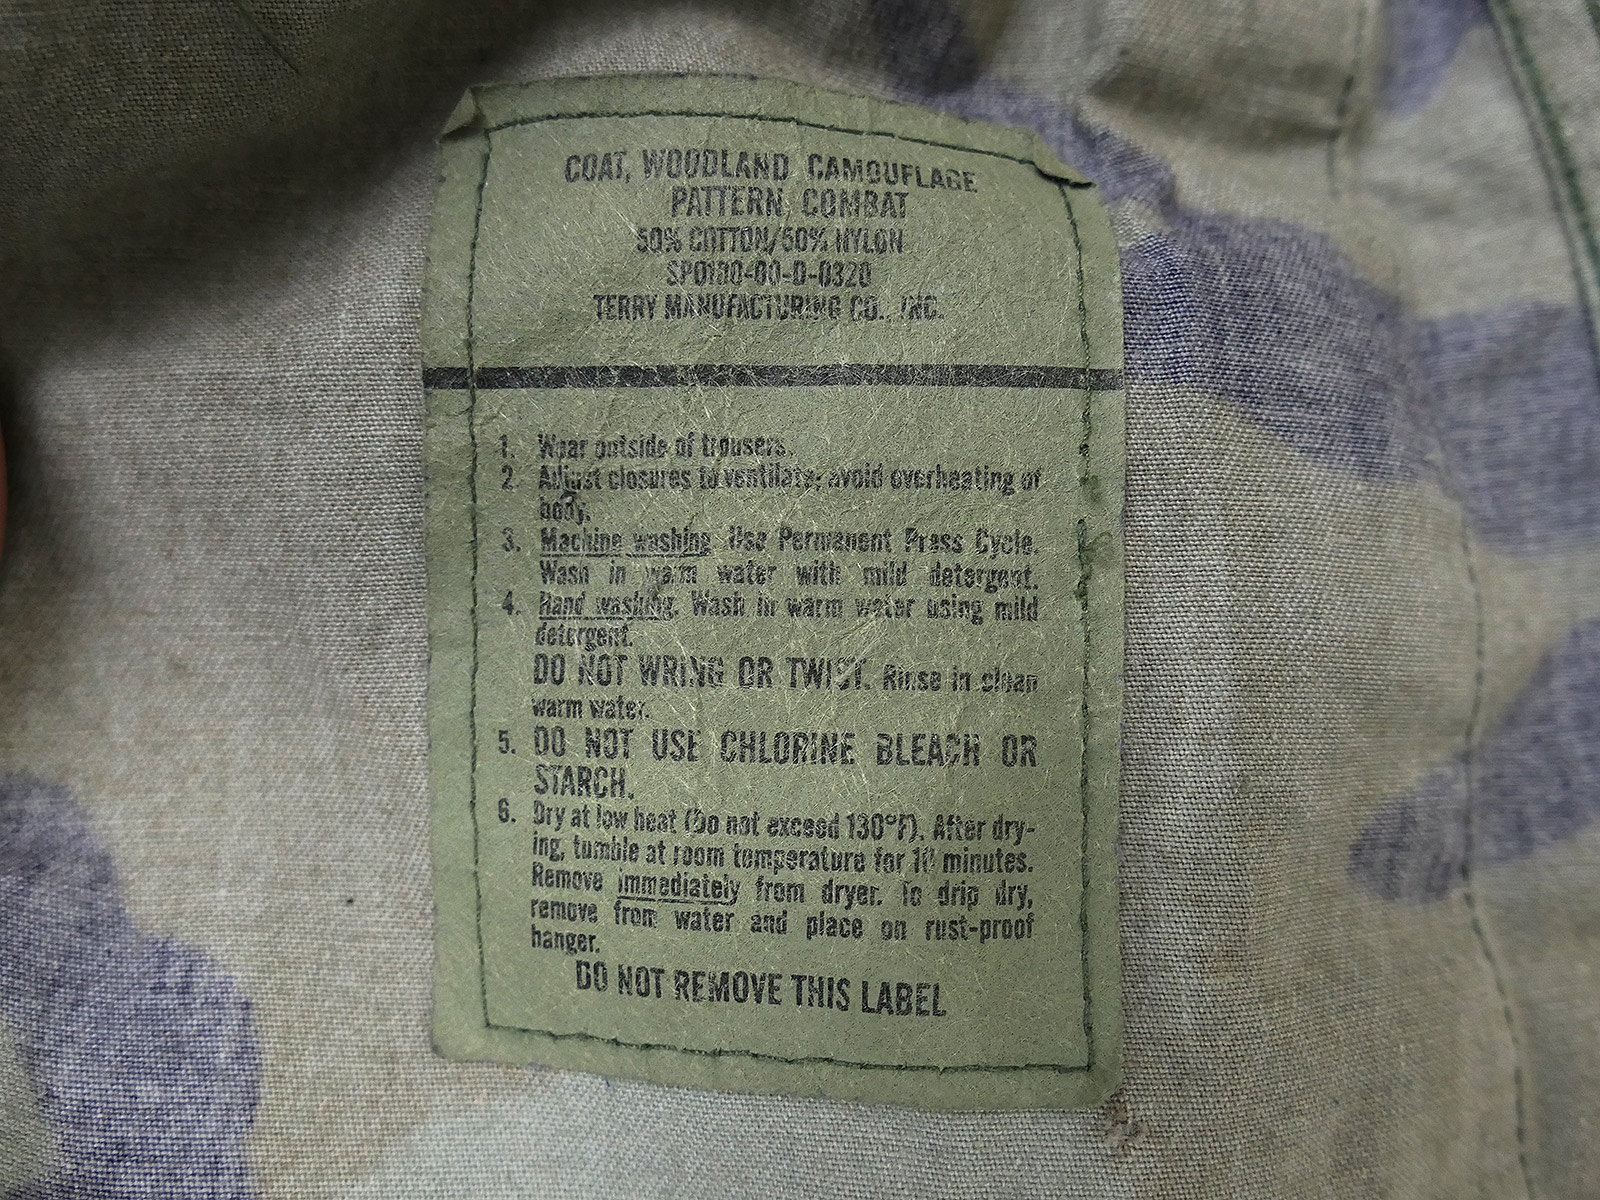 COAT, WOODLAND CAMOUFLAGE
PATTERN, COMBAT
50% COTTON/50% NYLON
SP0100-00-D-0320
TERRY MANUFACTURING CO., INC.
1. Wear outside of trousers.
2. Adjust closures to ventilate; avoid overheating of
body.
3. Machine washing. Use Permanent Press Cycle.
Wash in warm water with mild detergent.
4. Hand washing. Wash in warm water using mild
detergent.
DO NOT WRING OR TWIST. Rinse in clean
warm water.
5. DO NOT USE CHLORINE BLEACH OR
STARCH.
6. Dry at low heat (Do not exceed 130°F). After dry-
ing, tumble at room temperature for 10 minutes.
Remove immediately from dryer. To drip dry,
remove from water and place on rust-proof
hanger.
DO NOT REMOVE THIS LABEL